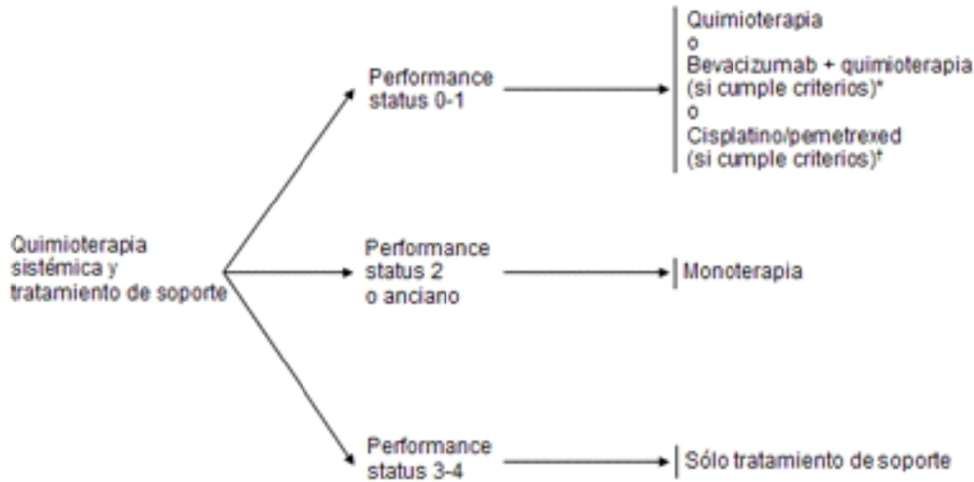 Quimioterapia
sistémica y
tratamiento de soporte
Performance
status 0-1
Quimioterapia
o
Bevacizumab + quimioterapia
(si cumple criterios)*
o
Cisplatino/pemetrexed
(si cumple criterios)†
Performance
status 2
o anciano
Monoterapia
Performance
status 3-4
Sólo tratamiento de soporte